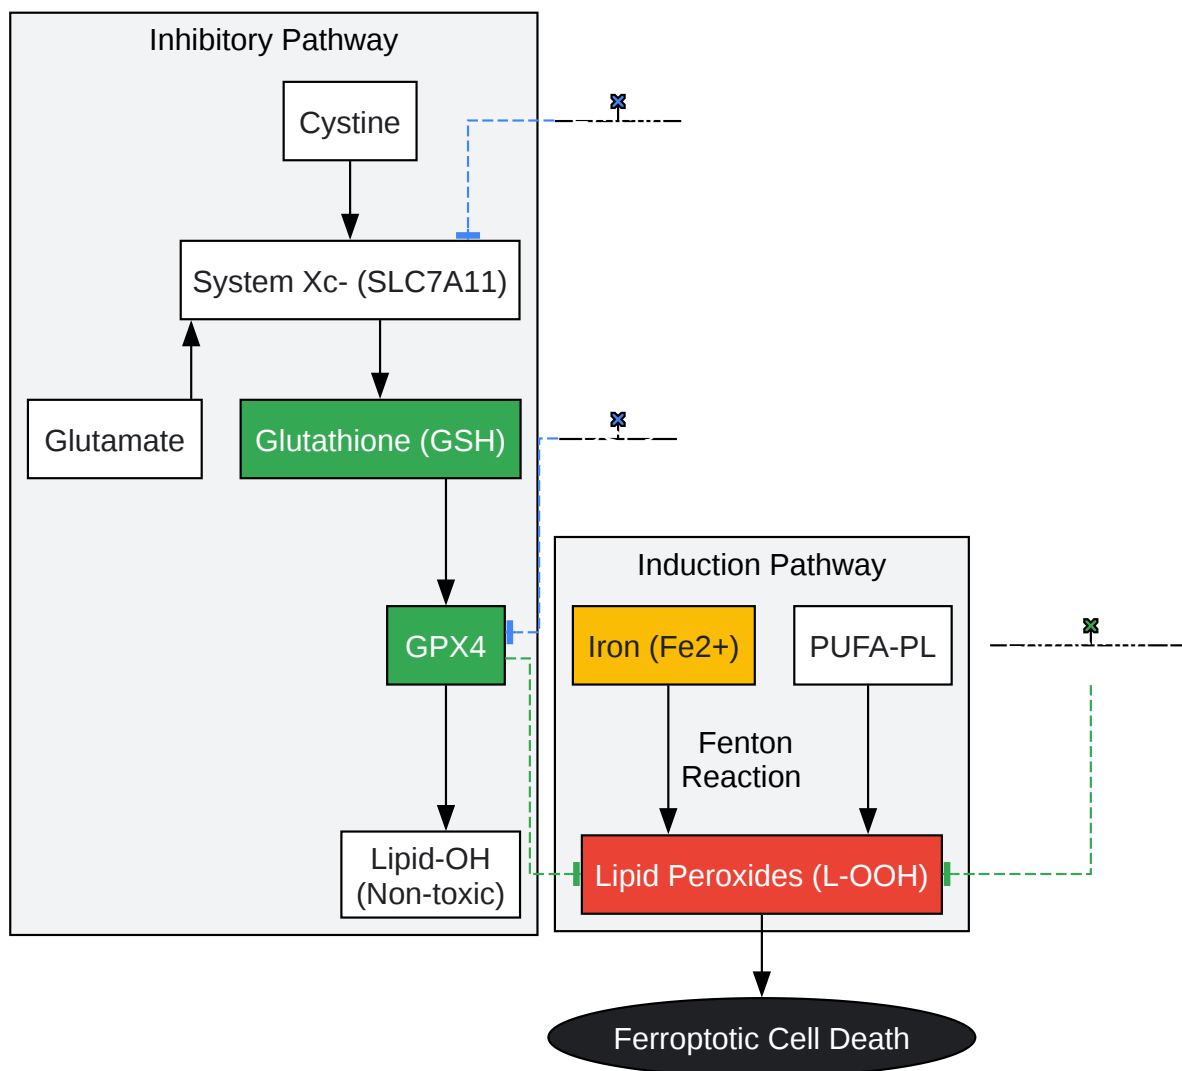 Inhibitory Pathway
Cystine
System Xc- (SLC7A11)
Glutamate
Glutathione (GSH)
GPX4
Lipid-OH
(Non-toxic)
Induction Pathway
Iron (Fe2+)
PUFA-PL
Fenton
Reaction
Lipid Peroxides (L-OOH)
Ferroptotic Cell Death